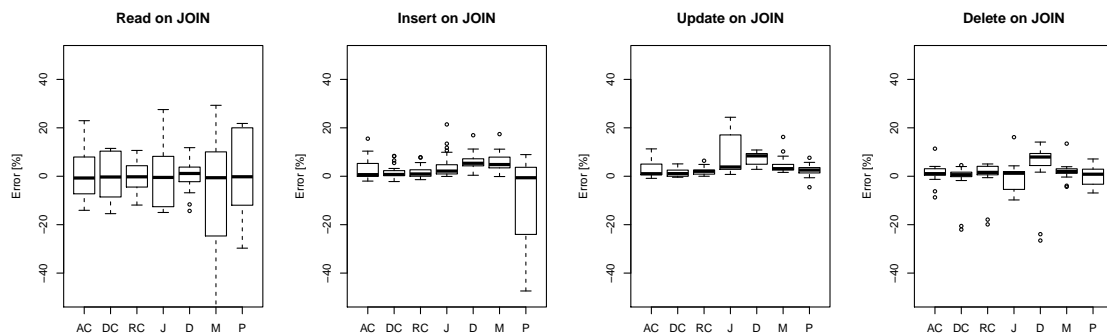 Read on JOIN
Error [%]
40
20
0
−20
−40
AC DC RC J D M P
Insert on JOIN
Error [%]
40
20
0
−20
−40
AC DC RC J D M P
Update on JOIN
Error [%]
40
20
0
−20
−40
AC DC RC J D M P
Delete on JOIN
Error [%]
40
20
0
−20
−40
AC DC RC J D M P